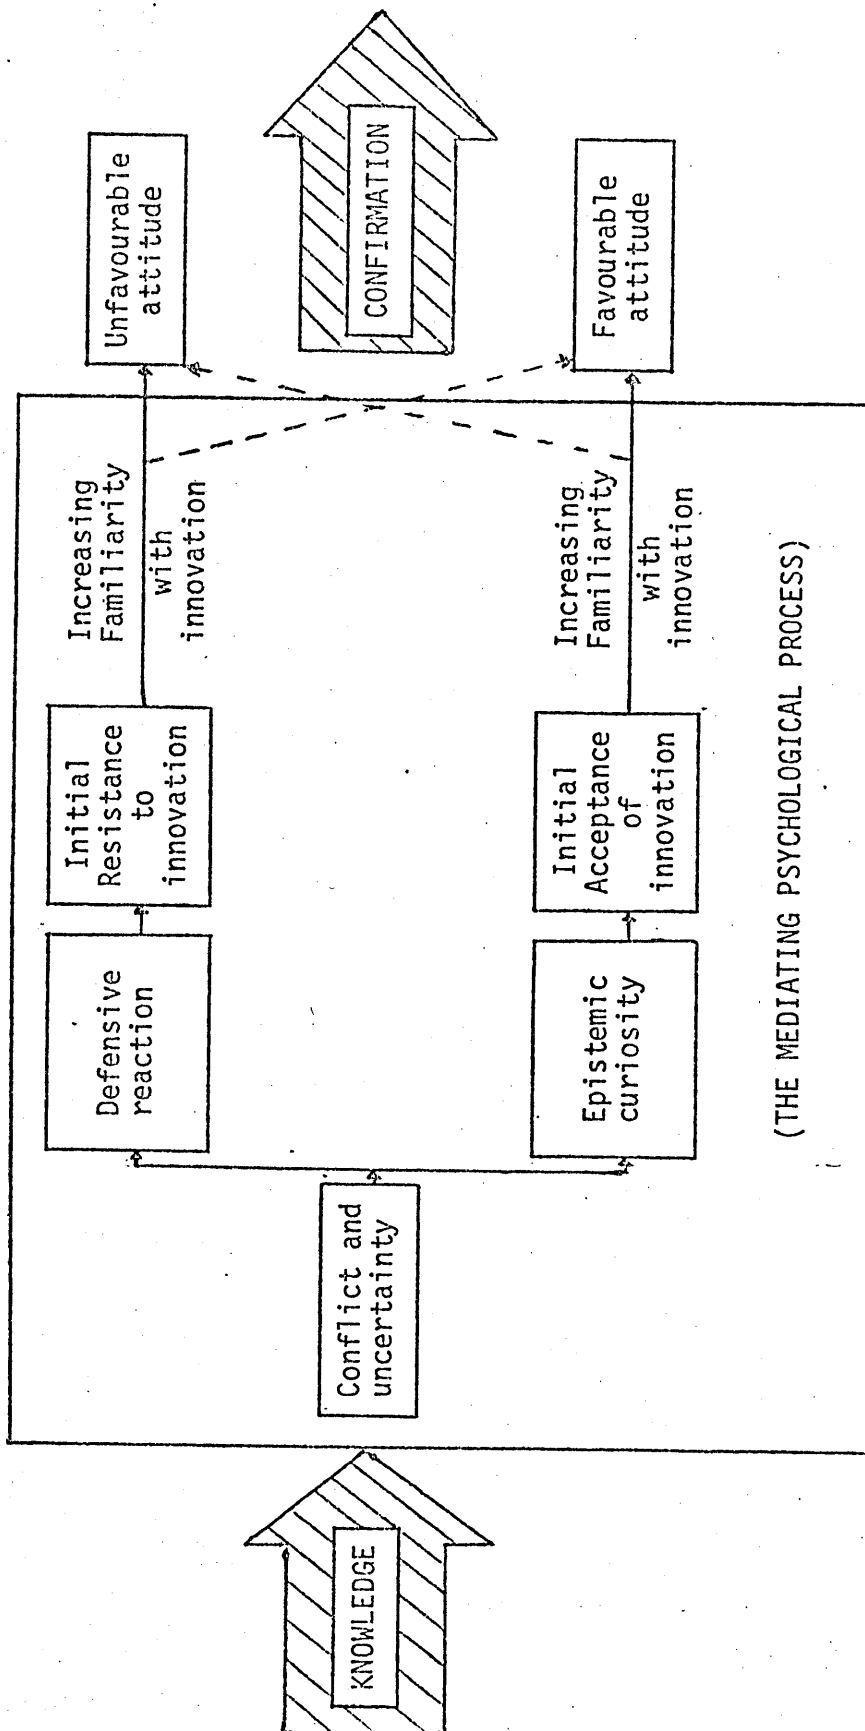 KNOWLEDGE
Conflict and
uncertainty
Defensive
reaction
Initial
Resistance
to
innovation
Increasing
Familiarity
with
innovation
Unfavourable
attitude
Epistemic
curiosity
Initial
Acceptance
of
innovation
Increasing
Familiarity
with
innovation
Favourable
attitude
CONFIRMATION
(THE MEDIATING PSYCHOLOGICAL PROCESS)